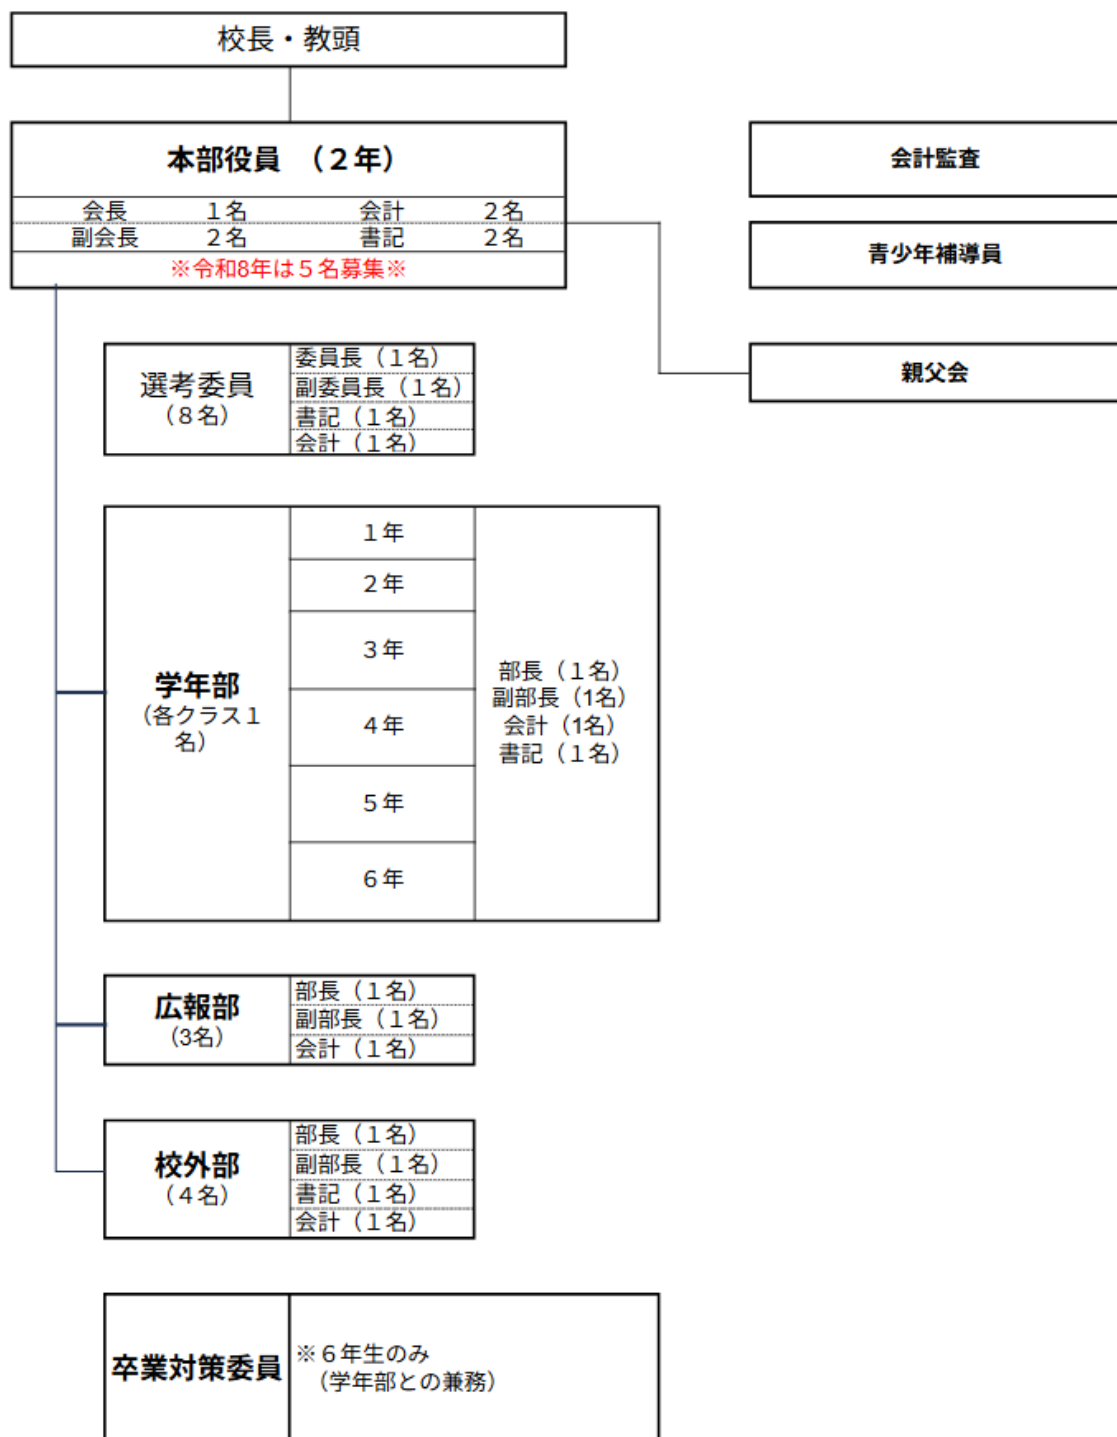 校長・教頭
本部役員 （２年）
会長 １名 会計 ２名
副会長 ２名 書記 ２名
※令和8年は５名募集※
会計監査
青少年補導員
親父会
選考委員
（８名）
委員長（１名）
副委員長（１名）
書記（１名）
会計（１名）
学年部
（各クラス１
名）
１年
２年
３年
４年
５年
６年
部長（１名）
副部長（1名）
会計（1名）
書記（１名）
広報部
（3名）
部長（１名）
副部長（１名）
会計（１名）
校外部
（４名）
部長（１名）
副部長（１名）
書記（１名）
会計（１名）
卒業対策委員
※６年生のみ
（学年部との兼務）